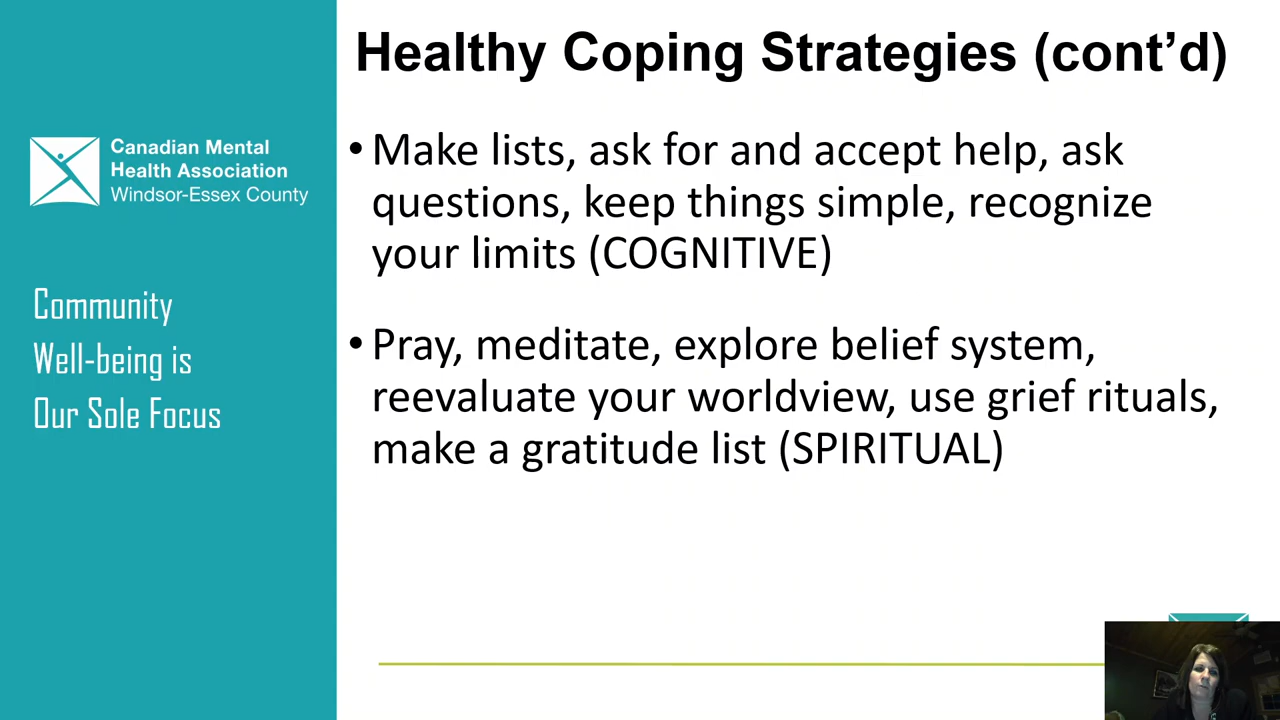 Healthy Coping Strategies (cont’d)
Canadian Mental
Health Association
Windsor-Essex County
Community
Well-being is
Our Sole Focus
• Make lists, ask for and accept help, ask
questions, keep things simple, recognize
your limits (COGNITIVE)
• Pray, meditate, explore belief system,
reevaluate your worldview, use grief rituals,
make a gratitude list (SPIRITUAL)